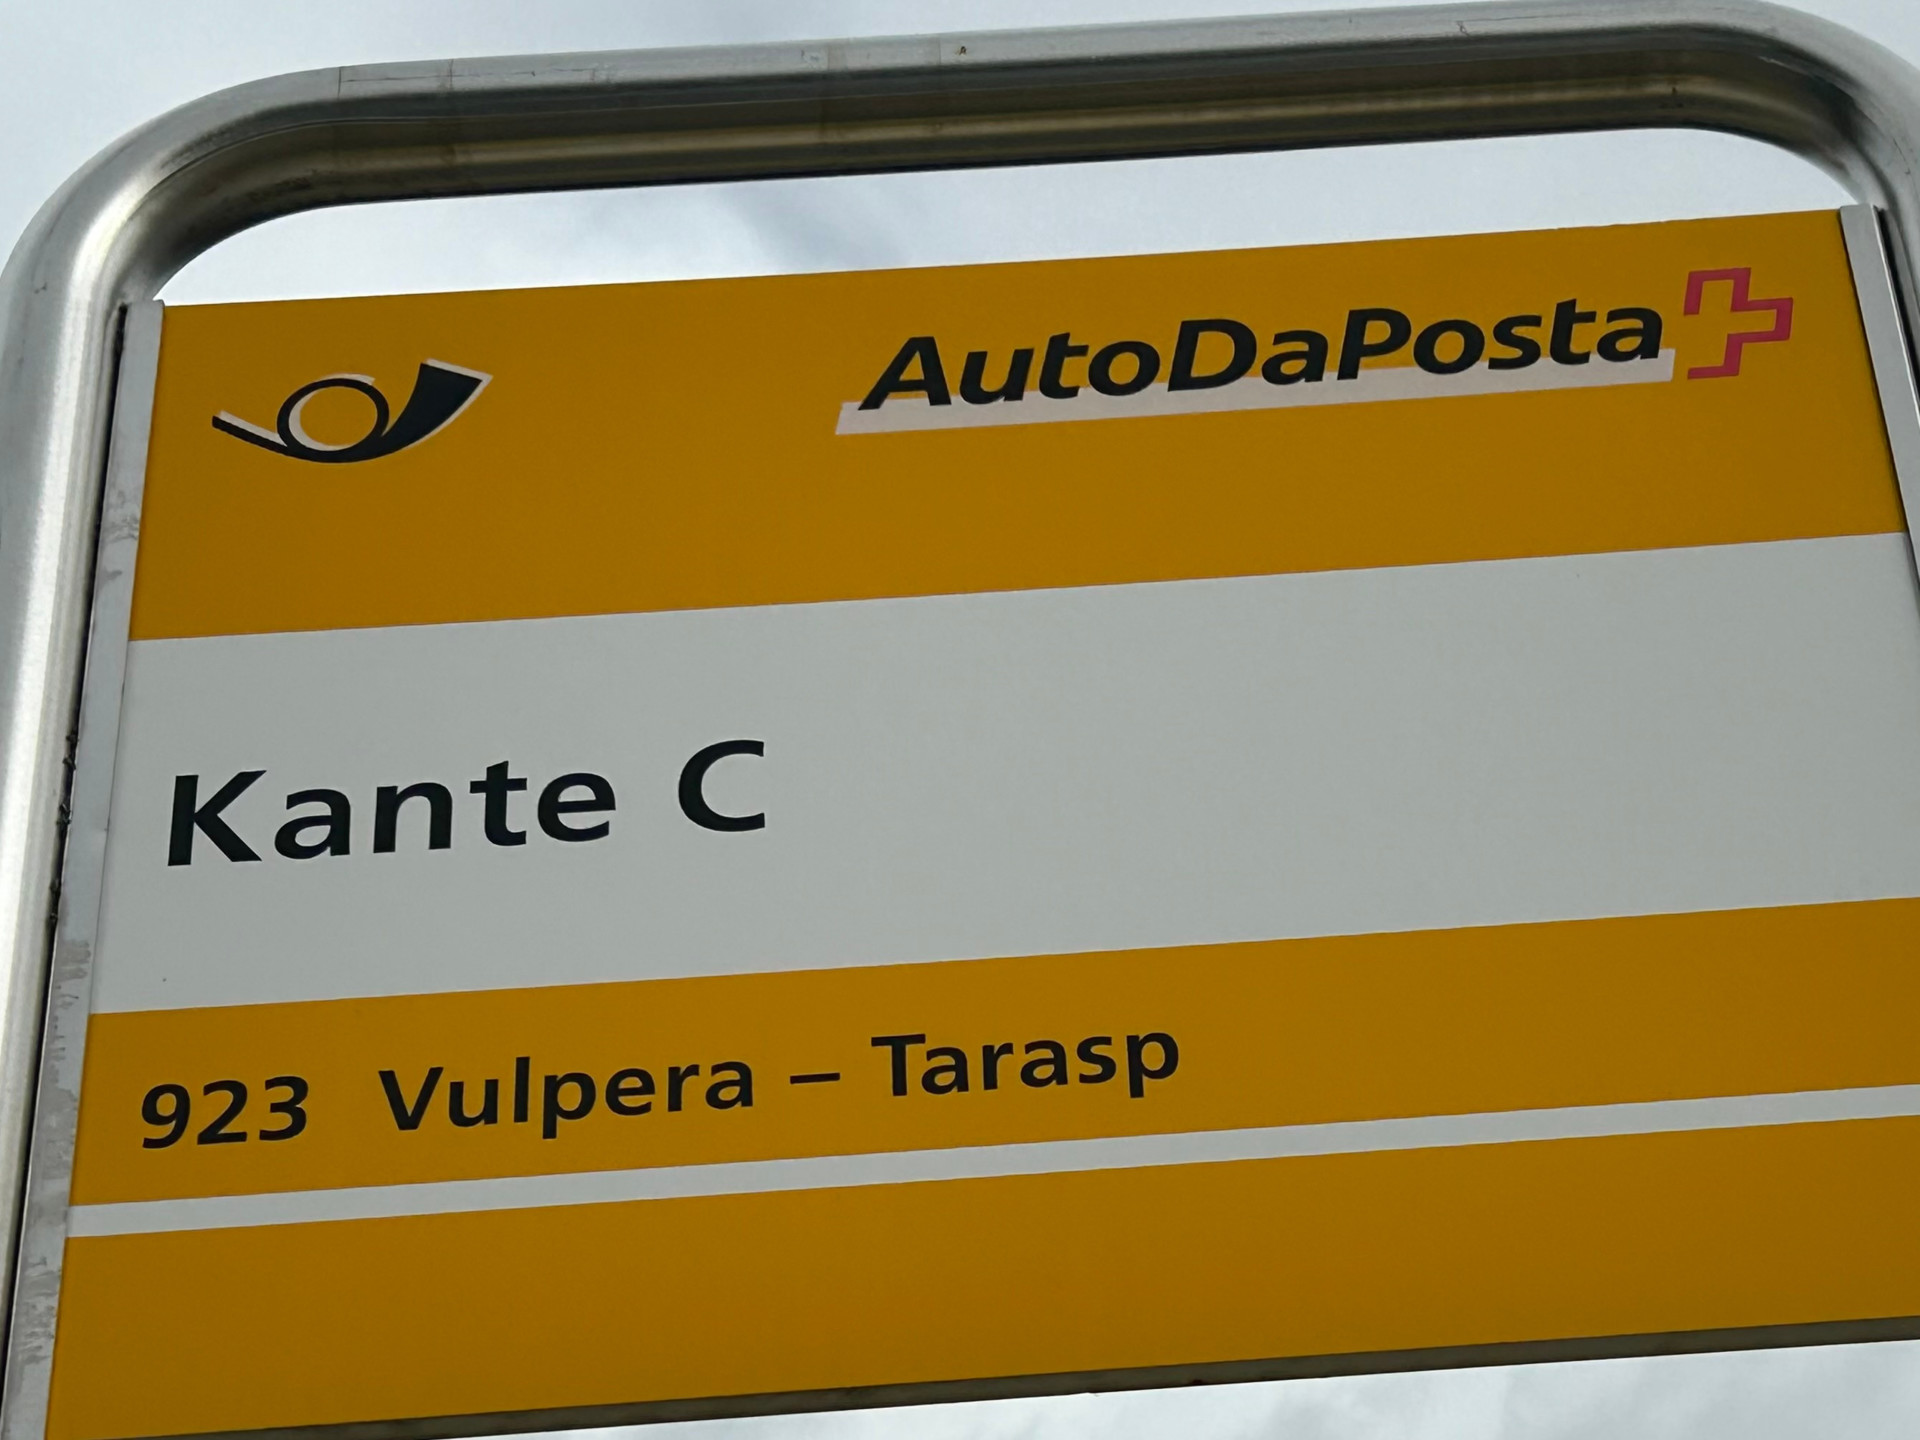 AutoDaPosta
Kante C
923 Vulpera – Tarasp